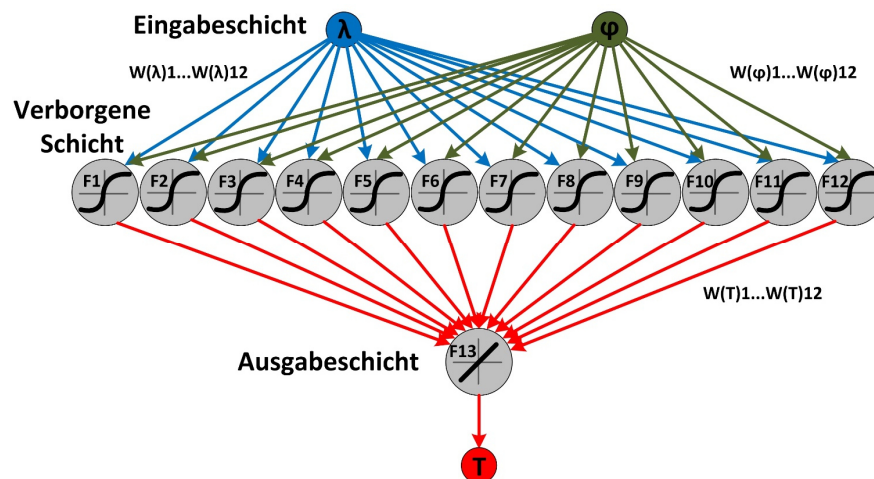 Eingabeschicht
λ
φ
W(λ)1...W(λ)12
W(φ)1...W(φ)12
Verborgene
Schicht
F1 F2 F3 F4 F5 F6 F7 F8 F9 F10 F11 F12
W(T)1...W(T)12
F13
Ausgabeschicht
T